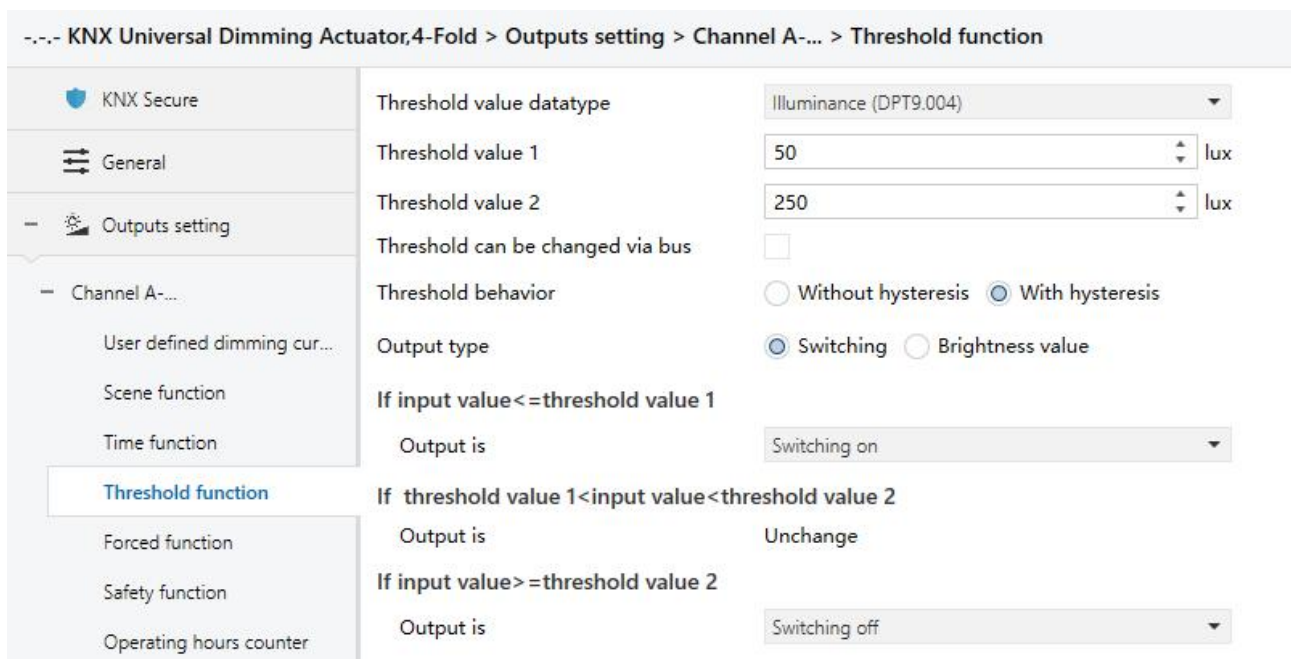 -.-.- KNX Universal Dimming Actuator,4-Fold > Outputs setting > Channel A-... > Threshold function
KNX Secure
General
Outputs setting
Channel A-...
User defined dimming cur...
Scene function
Time function
Threshold function
Forced function
Safety function
Operating hours counter
Threshold value datatype Illuminance (DPT9.004)
Threshold value 1 50 lux
Threshold value 2 250 lux
Threshold can be changed via bus
Threshold behavior Without hysteresis With hysteresis
Output type Switching Brightness value
If input value<=threshold value 1
Output is Switching on
If threshold value 1<input value<threshold value 2
Output is Unchange
If input value>=threshold value 2
Output is Switching off